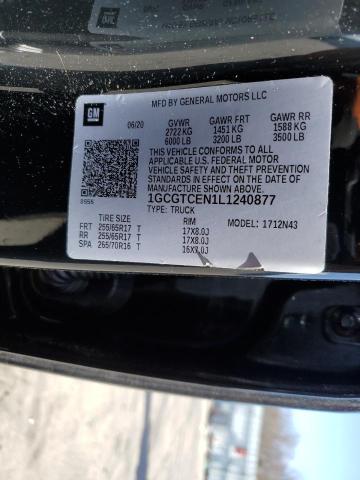 MFD BY GENERAL MOTORS LLC
GM
06/20 GVWR GAWR FRT GAWR RR
2722 KG 1451 KG 1588 KG
6000 LB 3200 LB 3500 LB
THIS VEHICLE CONFORMS TO ALL
APPLICABLE U.S. FEDERAL MOTOR
VEHICLE SAFETY, BUMPER, AND
THEFT PREVENTION STANDARDS
IN EFFECT ON THE DATE OF
MANUFACTURE SHOWN ABOVE.
1GCGTCEN1L1240877
TYPE: TRUCK MODEL: 1712N43
TIRE SIZE RIM
FRT 255/65R17 T 17X8.0J
RR 255/65R17 T 17X8.0J
SPA 265/70R16 T 16X7.0J